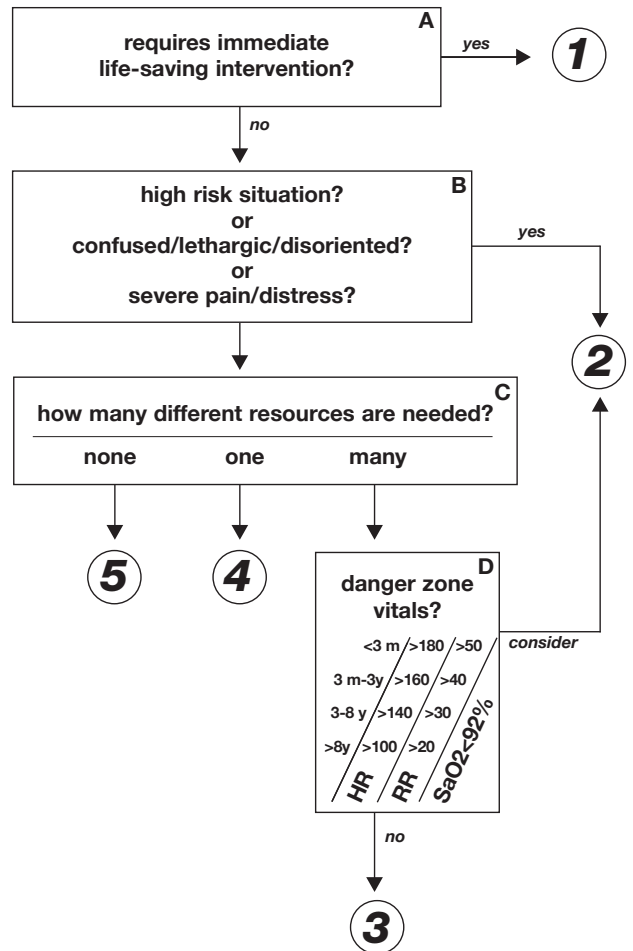 A
requires immediate
life-saving intervention?
yes
1
no
B
high risk situation?
or
confused/lethargic/disoriented?
or
severe pain/distress?
yes
2
C
how many different resources are needed?
none one many
5 4
D
danger zone
vitals?
consider
<3 m >180 >50
3 m-3y >160 >40
3-8 y >140 >30
>8y >100 >20
HR RR SaO2<92%
no
3